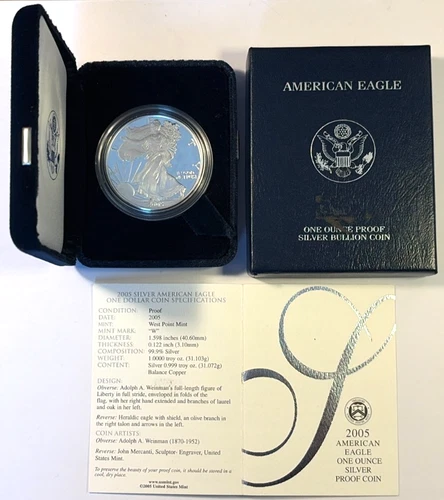 AMERICAN EAGLE
ONE OUNCE PROOF
SILVER BULLION COIN
2005 SILVER AMERICAN EAGLE
ONE DOLLAR COIN SPECIFICATIONS
CONDITION: Proof
DATE: 2005
MINT: West Point Mint
MINT MARK: "W"
DIAMETER: 1.598 inches (40.60mm)
THICKNESS: 0.122 inch (3.10mm)
COMPOSITION: 99.9% Silver
WEIGHT: 1.0000 troy oz. (31.103g)
CONTENT: Silver 0.999 troy oz. (31.072g)
Balance Copper
DESIGN:
Obverse: Adolph A. Weinman's full-length figure of
Liberty in full stride, enveloped in folds of the
flag, with her right hand extended and branches of laurel
and oak in her left.
Reverse: Heraldic eagle with shield, an olive branch in
the right talon and arrows in the left.
COIN ARTISTS:
Obverse: Adolph A. Weinman (1870-1952)
Reverse: John Mercanti, Sculptor-Engraver, United
States Mint.
To preserve the beauty of your proof coin, it should be stored in a cool
dry place.
www.usmint.gov
©2005 United States Mint
2005
AMERICAN
EAGLE
ONE OUNCE
SILVER
PROOF COIN